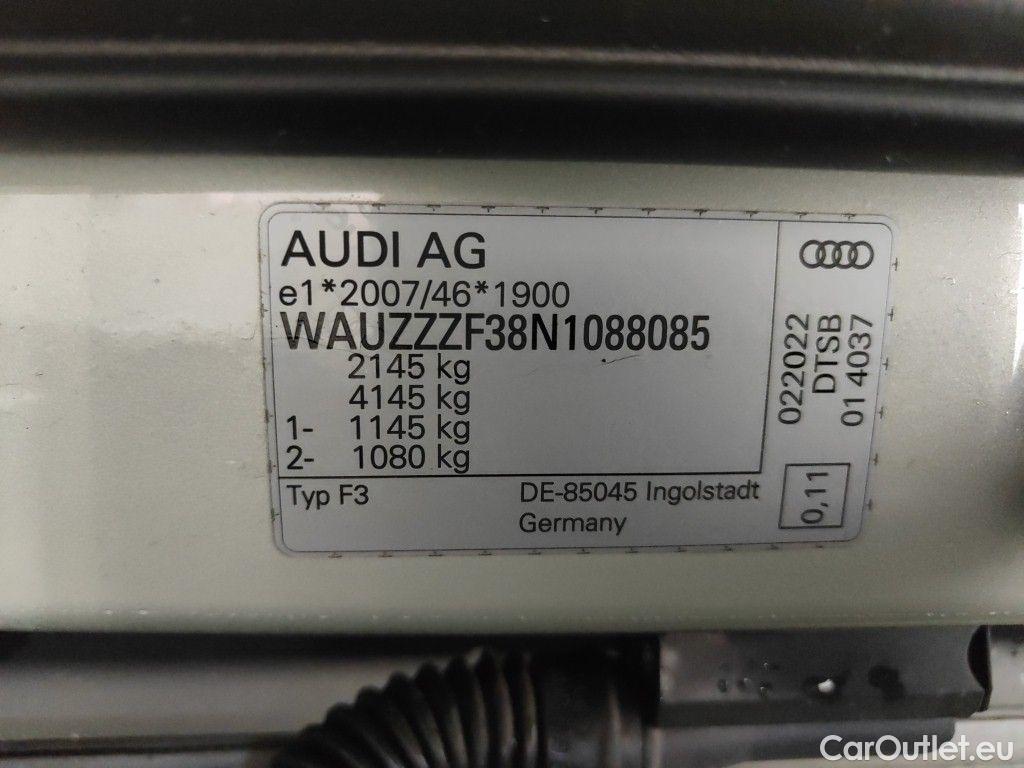 AUDI AG
e1*2007/46*1900
WAUZZZF38N1088085
2145 kg
4145 kg
1- 1145 kg
2- 1080 kg
Typ F3
DE-85045 Ingolstadt
Germany
022022
DTSB
01 4037
0,11
CarOutlet.eu